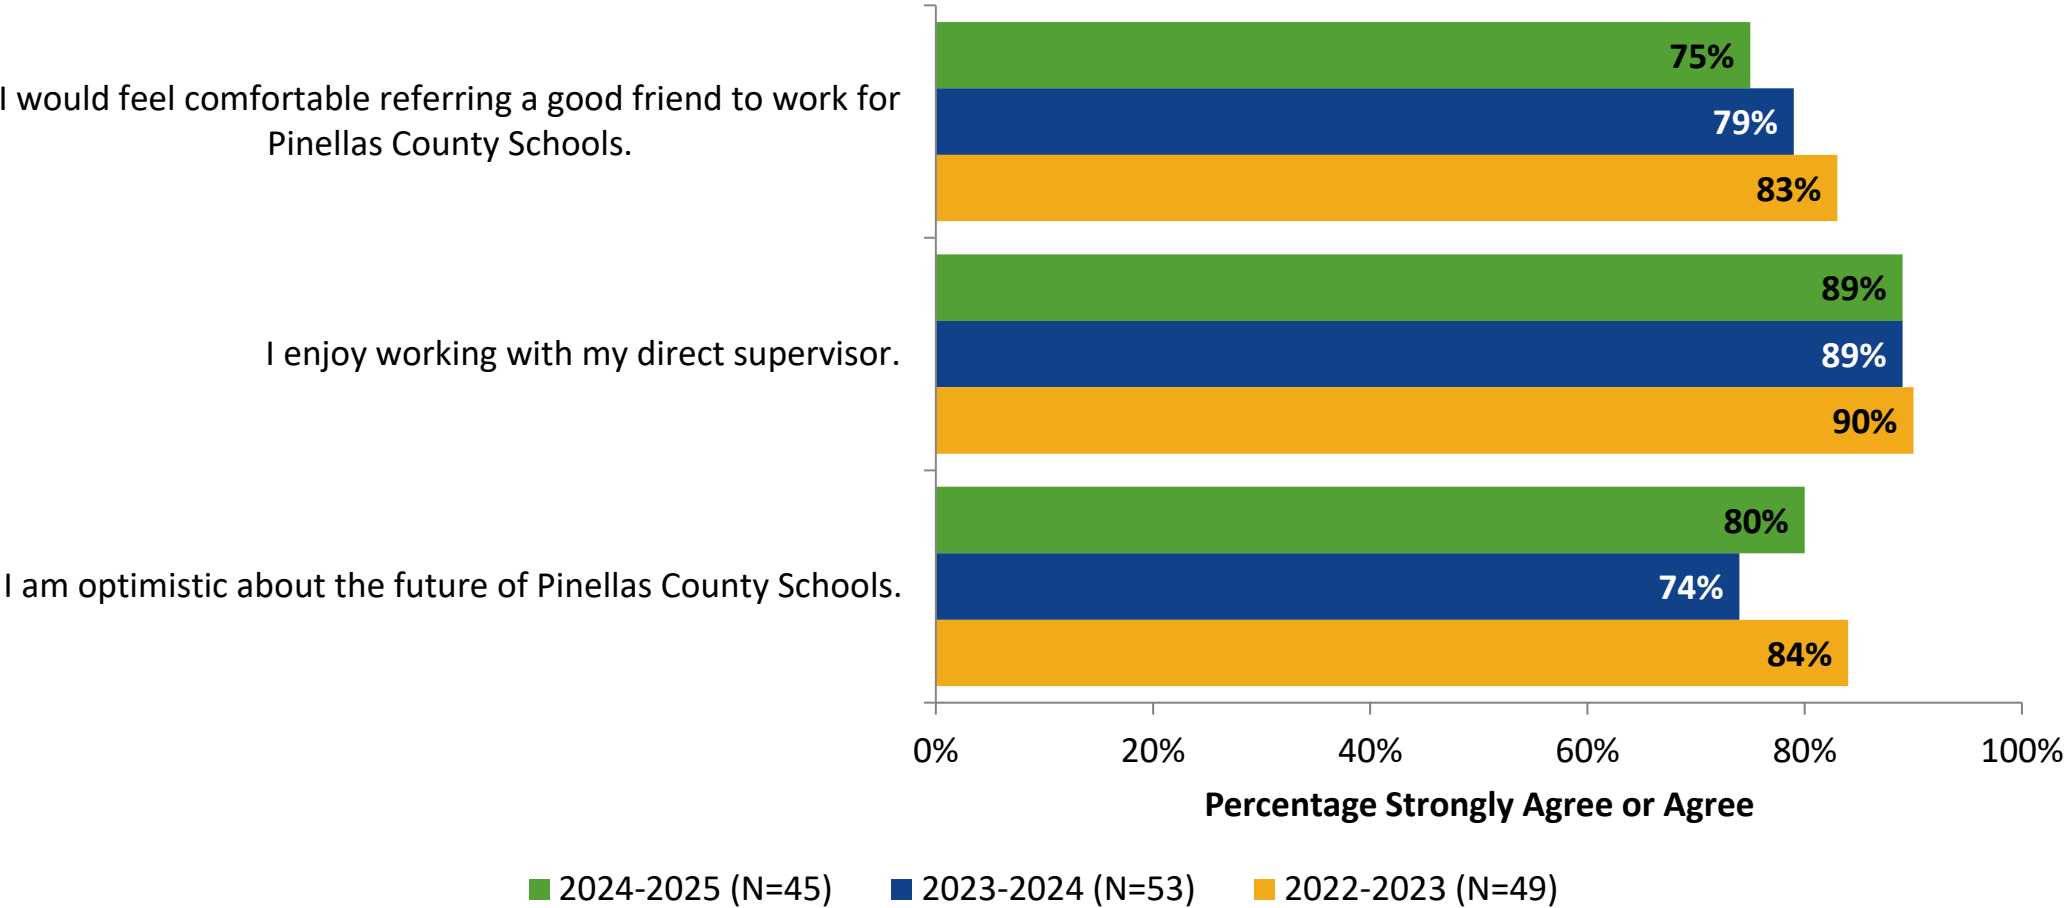 75%
I would feel comfortable referring a good friend to work for
Pinellas County Schools.
79%
83%
89%
I enjoy working with my direct supervisor.
89%
90%
80%
I am optimistic about the future of Pinellas County Schools.
74%
84%
0% 20% 40% 60% 80% 100%
Percentage Strongly Agree or Agree
2024-2025 (N=45) 2023-2024 (N=53) 2022-2023 (N=49)